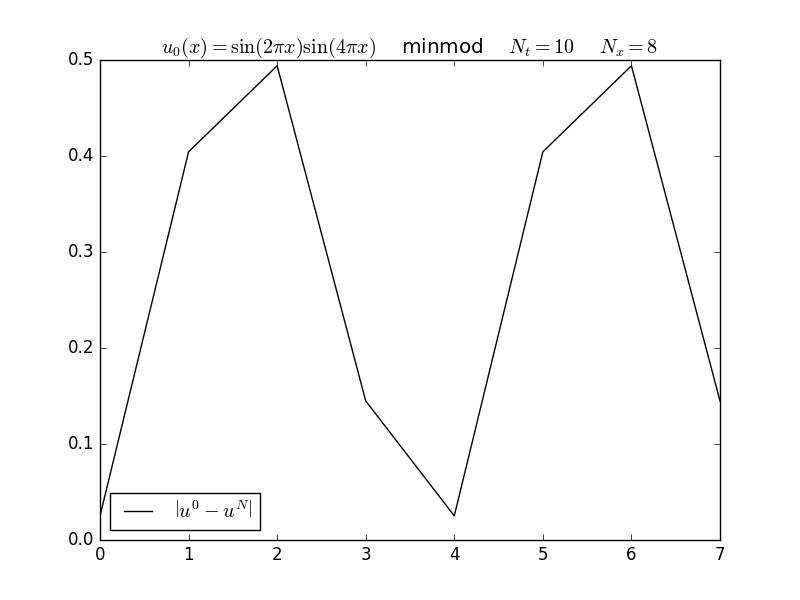 u_0(x) = sin(2πx)sin(4πx) minmod N_t = 10 N_x = 8
0.5
0.4
0.3
0.2
0.1
0.0
|u^0 − u^N|
0 1 2 3 4 5 6 7